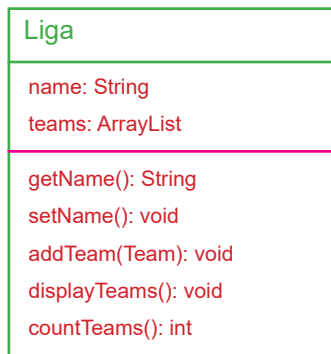 Liga
name: String
teams: ArrayList
getName(): String
setName(): void
addTeam(Team): void
displayTeams(): void
countTeams(): int